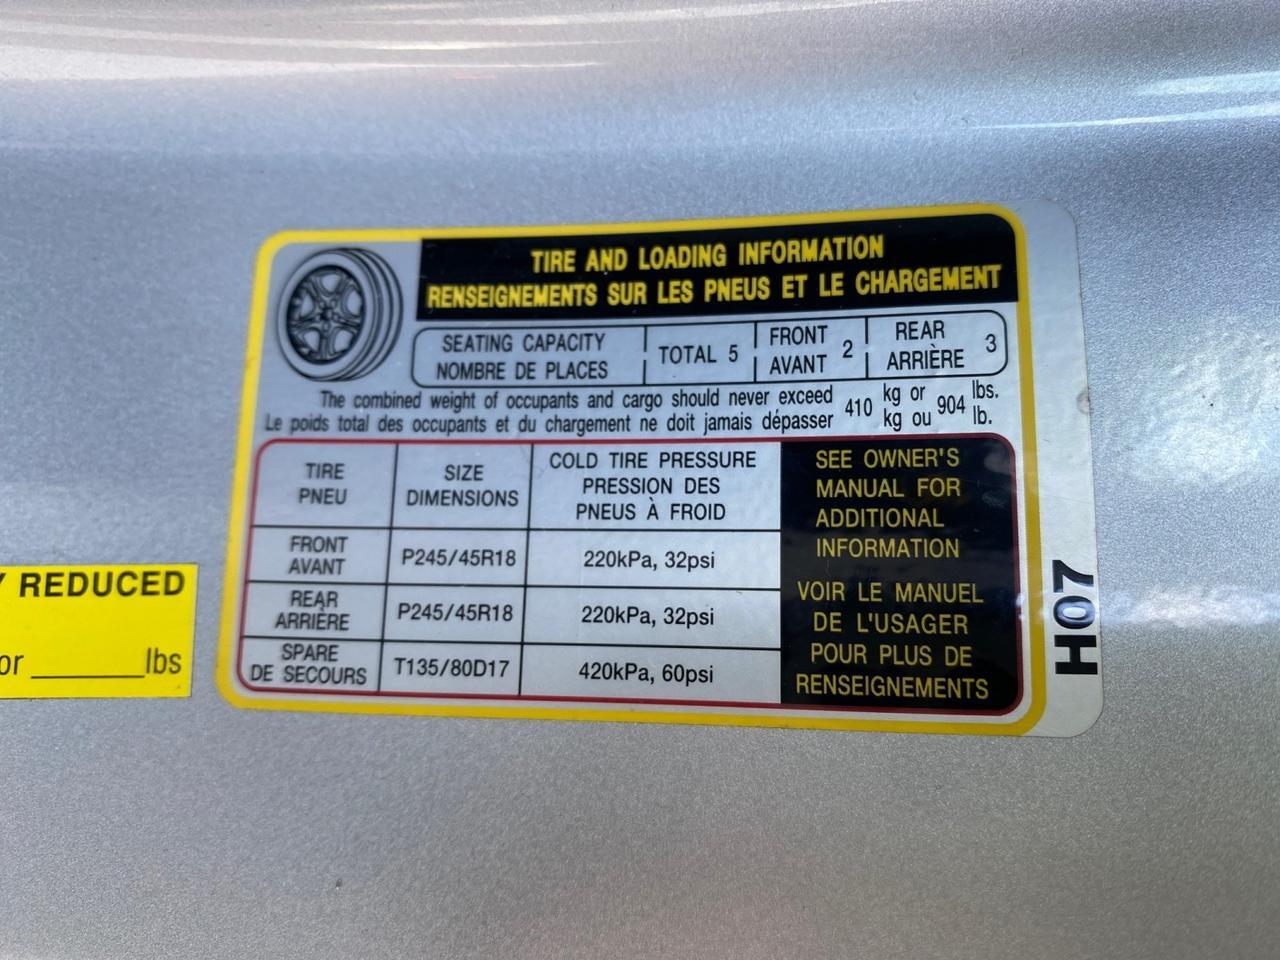 TIRE AND LOADING INFORMATION
RENSEIGNEMENTS SUR LES PNEUS ET LE CHARGEMENT
SEATING CAPACITY
NOMBRE DE PLACES
TOTAL 5
FRONT
AVANT
2
REAR
ARRIÈRE
3
The combined weight of occupants and cargo should never exceed 410 kg or 904 lbs.
Le poids total des occupants et du chargement ne doit jamais dépasser kg ou lb.
TIRE
PNEU
SIZE
DIMENSIONS
COLD TIRE PRESSURE
PRESSION DES
PNEUS À FROID
FRONT
AVANT
P245/45R18
220kPa, 32psi
REAR
ARRIÈRE
P245/45R18
220kPa, 32psi
SPARE
DE SECOURS
T135/80D17
420kPa, 60psi
SEE OWNER'S
MANUAL FOR
ADDITIONAL
INFORMATION
VOIR LE MANUEL
DE L'USAGER
POUR PLUS DE
RENSEIGNEMENTS
H07
REDUCED
or ________ lbs